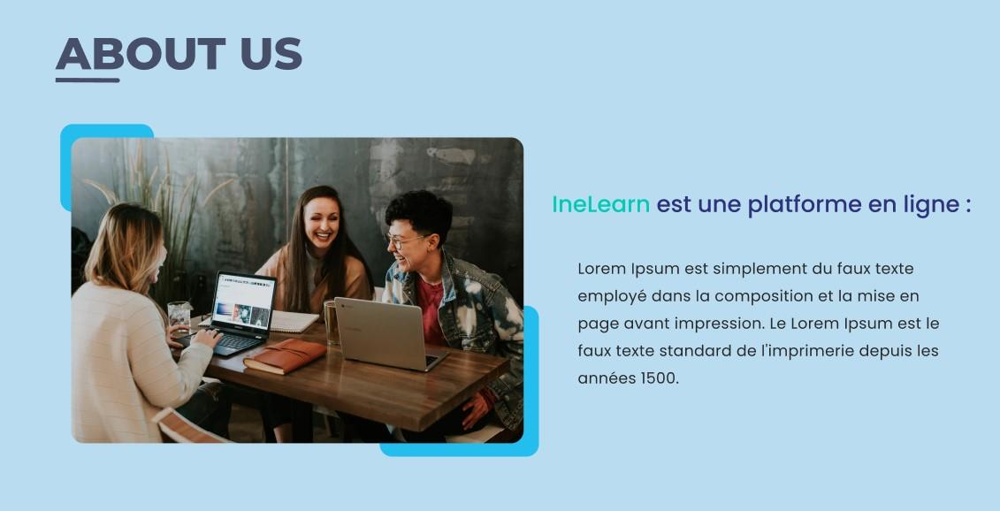 ABOUT US
IneLearn est une platforme en ligne :
Lorem Ipsum est simplement du faux texte
employé dans la composition et la mise en
page avant impression. Le Lorem Ipsum est le
faux texte standard de l'imprimerie depuis les
années 1500.